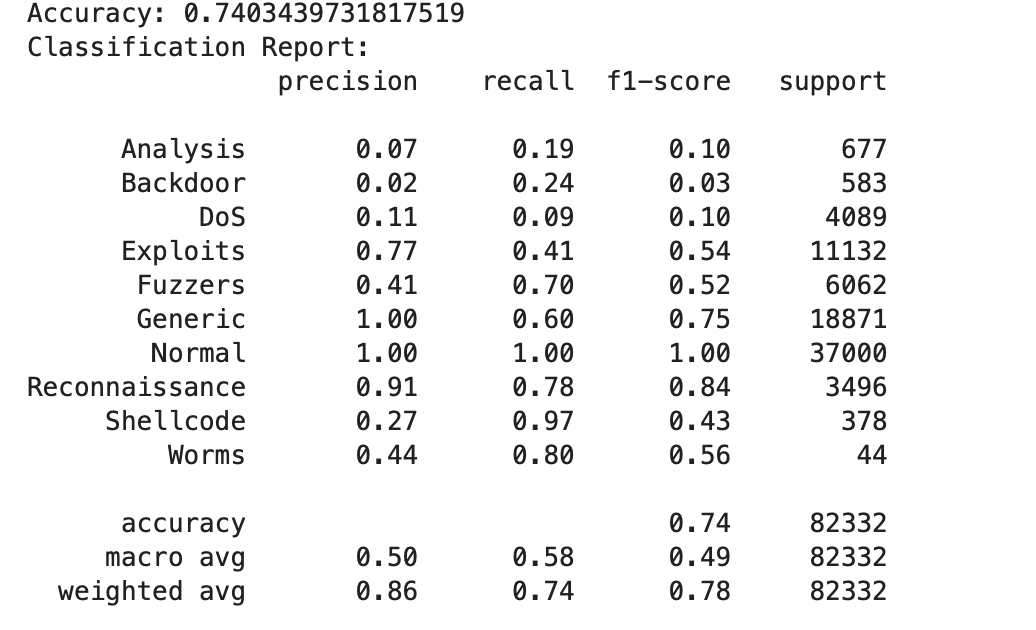 Accuracy: 0.7403439731817519
Classification Report:
precision recall f1-score support
Analysis 0.07 0.19 0.10 677
Backdoor 0.02 0.24 0.03 583
DoS 0.11 0.09 0.10 4089
Exploits 0.77 0.41 0.54 11132
Fuzzers 0.41 0.70 0.52 6062
Generic 1.00 0.60 0.75 18871
Normal 1.00 1.00 1.00 37000
Reconnaissance 0.91 0.78 0.84 3496
Shellcode 0.27 0.97 0.43 378
Worms 0.44 0.80 0.56 44
accuracy 0.74 82332
macro avg 0.50 0.58 0.49 82332
weighted avg 0.86 0.74 0.78 82332